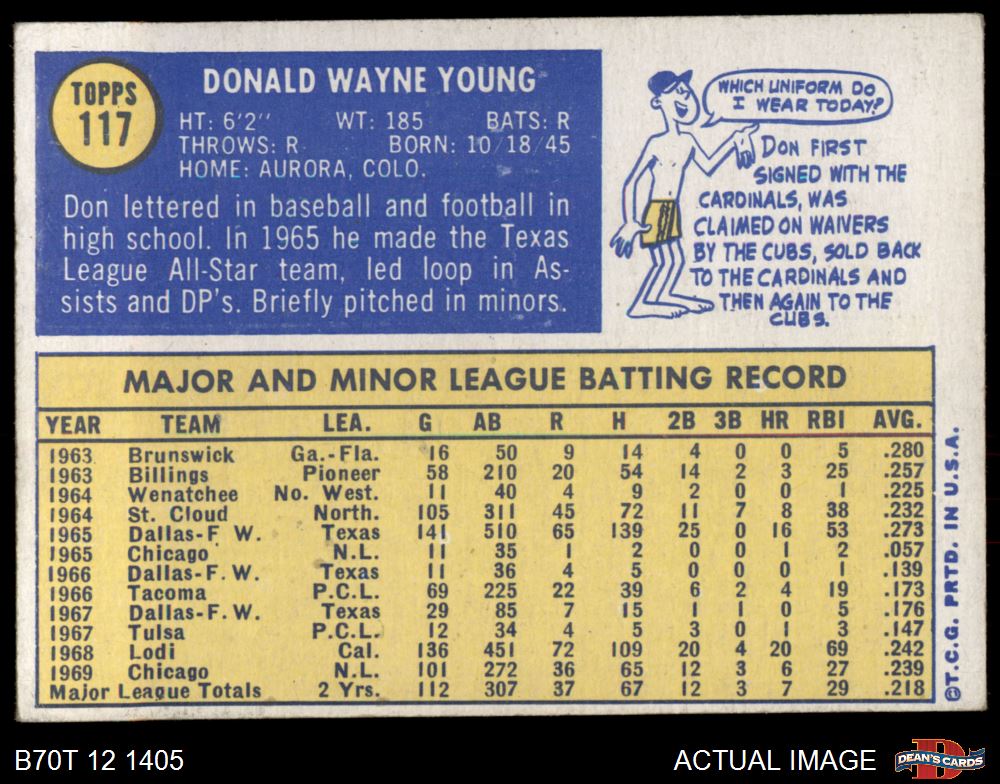 TOPPS
117
DONALD WAYNE YOUNG
HT: 6'2" WT: 185 BATS: R
THROWS: R BORN: 10/18/45
HOME: AURORA, COLO.
Don lettered in baseball and football in
high school. In 1965 he made the Texas
League All-Star team, led loop in As-
sists and DP's. Briefly pitched in minors.
WHICH UNIFORM DO
I WEAR TODAY?
DON FIRST
SIGNED WITH THE
CARDINALS, WAS
CLAIMED ON WAIVERS
BY THE CUBS, SOLD BACK
TO THE CARDINALS AND
THEN AGAIN TO THE
CUBS.
MAJOR AND MINOR LEAGUE BATTING RECORD
YEAR TEAM LEA. G AB R H 2B 3B HR RBI AVG.
1963 Brunswick Ga.-Fla. 16 50 9 14 4 0 0 5 .280
1963 Billings Pioneer 58 210 20 54 14 2 3 25 .257
1964 Wenatchee No. West. 11 40 4 9 2 0 0 1 .225
1964 St. Cloud North. 105 311 45 72 11 7 8 38 .232
1965 Dallas-F W. Texas 141 510 65 139 25 0 16 53 .273
1965 Chicago N.L. 11 35 1 2 0 0 1 2 .057
1966 Dallas-F.W. Texas 11 36 4 5 0 0 0 1 .139
1966 Tacoma P.C.L. 69 225 22 39 6 2 4 19 .173
1967 Dallas-F.W. Texas 29 85 7 15 1 1 0 5 .176
1967 Tulsa P.C.L. 12 34 4 5 3 0 1 3 .147
1968 Lodi Cal. 136 451 72 109 20 4 20 69 .242
1969 Chicago N.L. 101 272 36 65 12 3 6 27 .239
Major League Totals 2 Yrs. 112 307 37 67 12 3 7 29 .218
©T.C.G. PRTD. IN U.S.A.
B70T 12 1405
ACTUAL IMAGE
DEAN'S CARDS